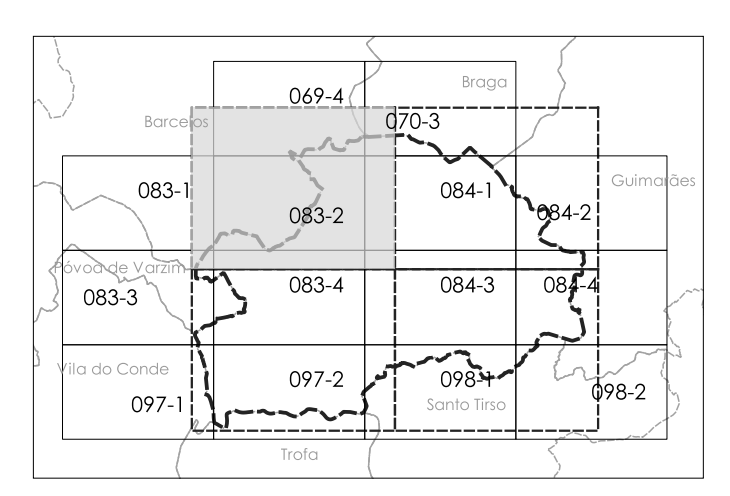 Braga
069-4
Barcelos
070-3
Guimarães
083-1
084-1
083-2
084-2
Póvoa de Varzim
083-3
083-4
084-3
084-4
Vila do Conde
097-2
098-1
098-2
097-1
Santo Tirso
Trofa